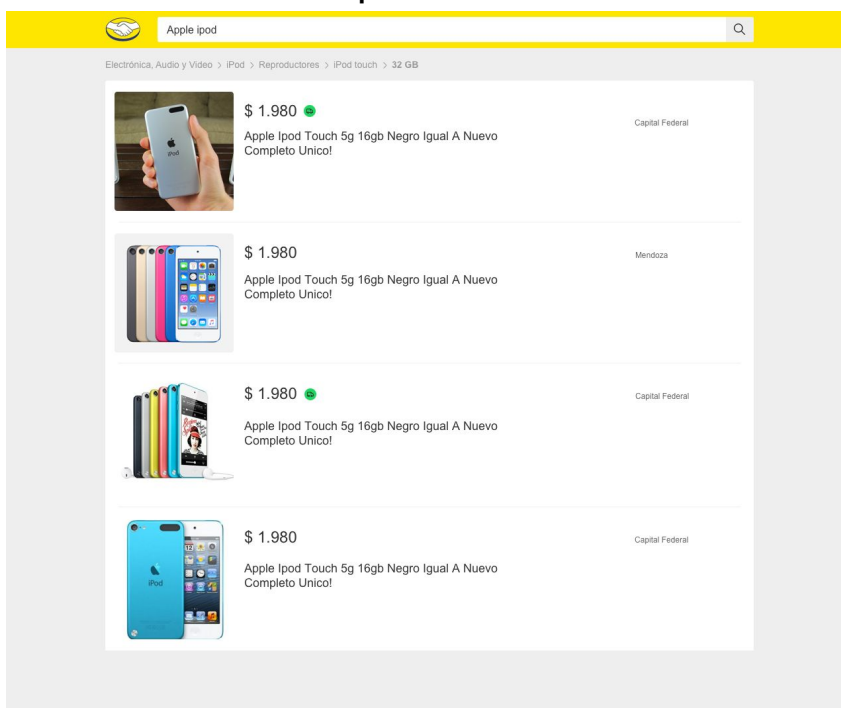 Apple ipod
Electrónica, Audio y Video > iPod > Reproductores > iPod touch > 32 GB
$ 1.980
Capital Federal
Apple Ipod Touch 5g 16gb Negro Igual A Nuevo
Completo Unico!
iPod
$ 1.980
Mendoza
Apple Ipod Touch 5g 16gb Negro Igual A Nuevo
Completo Unico!
$ 1.980
Capital Federal
Apple Ipod Touch 5g 16gb Negro Igual A Nuevo
Completo Unico!
$ 1.980
Capital Federal
Apple Ipod Touch 5g 16gb Negro Igual A Nuevo
Completo Unico!
iPod
12